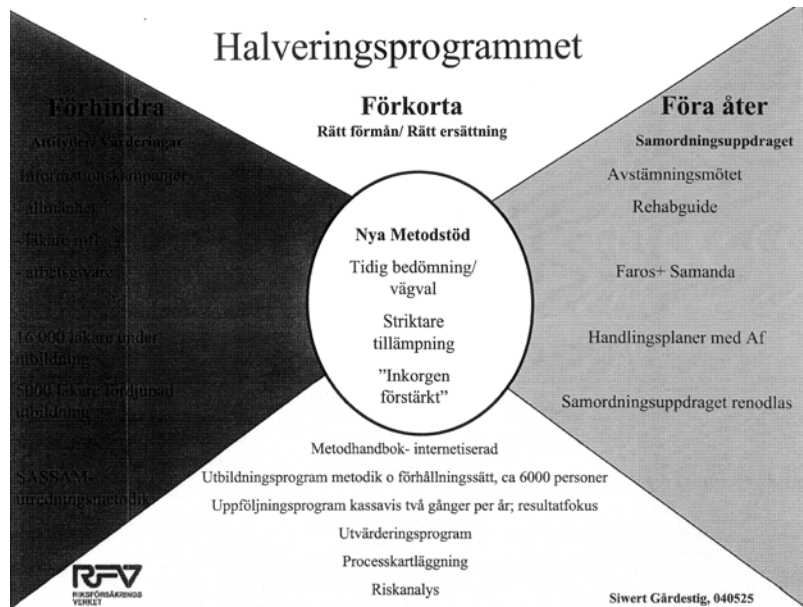 Halveringsprogrammet
Förhindra
Attityder/ Värderingar
Informationskampanjer
- allmänhet
- läkare mfl
- arbetsgivare
16 000 läkare under
utbildning
5000 läkare fördjupad
utbildning
SASSAM-
utredningsmetodik
Förkorta
Rätt förmån/ Rätt ersättning
Nya Metodstöd
Tidig bedömning/
vägval
Striktare
tillämpning
”Inkorgen
förstärkt”
Metodhandbok- internetiserad
Utbildningsprogram metodik o förhållningssätt, ca 6000 personer
Uppföljningsprogram kassavis två gånger per år; resultatfokus
Utvärderingsprogram
Processkartläggning
Riskanalys
Föra åter
Samordningsuppdraget
Avstämningsmötet
Rehabguide
Faros+ Samanda
Handlingsplaner med Af
Samordningsuppdraget renodlas
RFV
RIKSFÖRSÄKRINGS
VERKET
Siwert Gårdestig, 040525